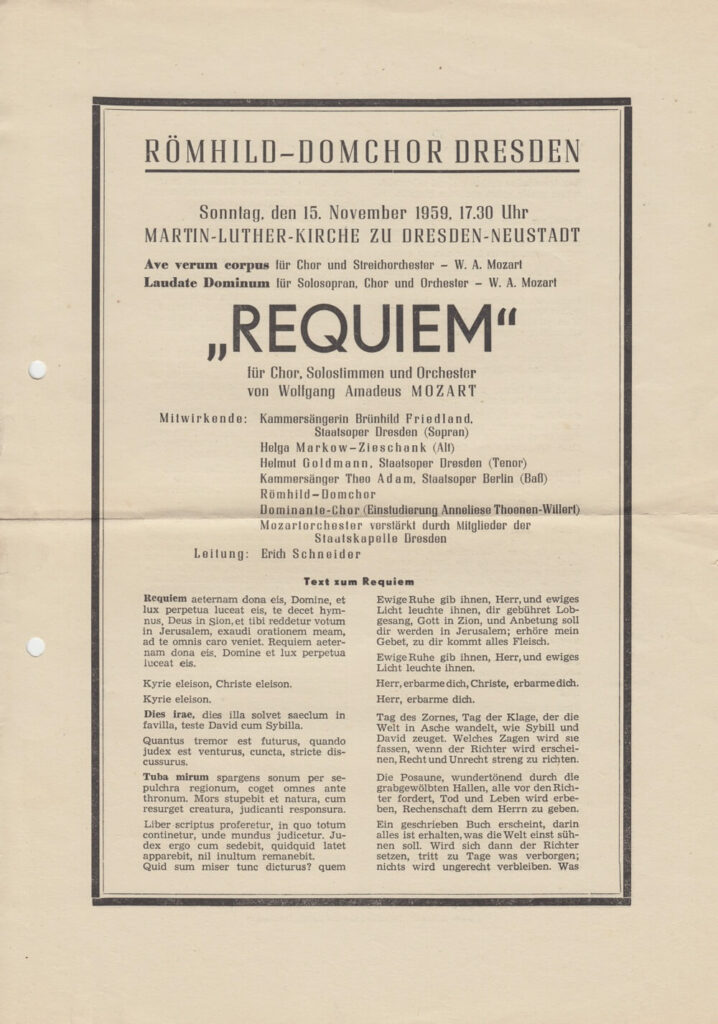 RÖMHILD-DOMCHOR DRESDEN
Sonntag, den 15. November 1959, 17.30 Uhr
MARTIN-LUTHER-KIRCHE ZU DRESDEN-NEUSTADT
Ave verum corpus für Chor und Streichorchester – W. A. Mozart
Laudate Dominum für Solosopran, Chor und Orchester – W. A. Mozart
„REQUIEM“
für Chor, Solostimmen und Orchester
von Wolfgang Amadeus MOZART
Mitwirkende: Kammersängerin Brünhild Friedland,
Staatsoper Dresden (Sopran)
Helga Markow-Zieschank (Alt)
Helmut Goldmann, Staatsoper Dresden (Tenor)
Kammersänger Theo Adam, Staatsoper Berlin (Baß)
Römhild-Domchor
Dominante-Chor (Einstudierung Anneliese Thoenen-Willert)
Mozartorchester verstärkt durch Mitglieder der
Staatskapelle Dresden
Leitung: Erich Schneider
Text zum Requiem
Requiem aeternam dona eis, Domine, et
lux perpetua luceat eis, te decet hym-
nus, Deus in Sion, et tibi reddetur votum
in Jerusalem, exaudi orationem meam,
ad te omnis caro veniet. Requiem aeter-
nam dona eis, Domine et lux perpetua
luceat eis.
Kyrie eleison, Christe eleison.
Kyrie eleison.
Dies irae, dies illa solvet saeclum in
favilla, teste David cum Sybilla.
Quantus tremor est futurus, quando
judex est venturus, cuncta, stricte dis-
cussurus.
Tuba mirum spargens sonum per se-
pulchra regionum, coget omnes ante
thronum. Mors stupebit et natura, cum
resurget creatura, judicanti responsura.
Liber scriptus proferetur, in quo totum
continetur, unde mundus judicetur. Ju-
dex ergo cum sedebit, quidquid latet
apparebit, nil inultum remanebit.
Quid sum miser tunc dicturus? quem
Ewige Ruhe gib ihnen, Herr, und ewiges
Licht leuchte ihnen, dir gebühret Lob-
gesang, Gott in Zion, und Anbetung soll
dir werden in Jerusalem; erhöre mein
Gebet, zu dir kommt alles Fleisch.
Ewige Ruhe gib ihnen, Herr, und ewiges
Licht leuchte ihnen.
Herr, erbarme dich, Christe, erbarme dich.
Herr, erbarme dich.
Tag des Zornes, Tag der Klage, der die
Welt in Asche wandelt, wie Sybill und
David zeuget. Welches Zagen wird sie
fassen, wenn der Richter wird erschei-
nen, Recht und Unrecht streng zu richten.
Die Posaune, wundertönend durch die
grabgewölbten Hallen, alle vor den Rich-
ter fordert, Tod und Leben wird erbe-
ben, Rechenschaft dem Herrn zu geben.
Ein geschrieben Buch erscheint, darin
alles ist erhalten, was die Welt einst süh-
nen soll. Wird sich dann der Richter
setzen, tritt zu Tage was verborgen;
nichts wird ungerecht verbleiben. Was